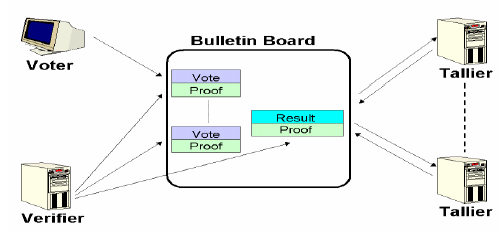 Bulletin Board
Voter
Tallier
Vote
Proof
Result
Proof
Vote
Proof
Verifier
Tallier